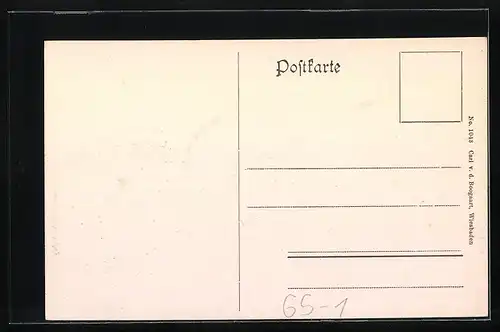 Postkarte
No. 1043 Carl v. d. Boogaart, Wiesbaden
65-1